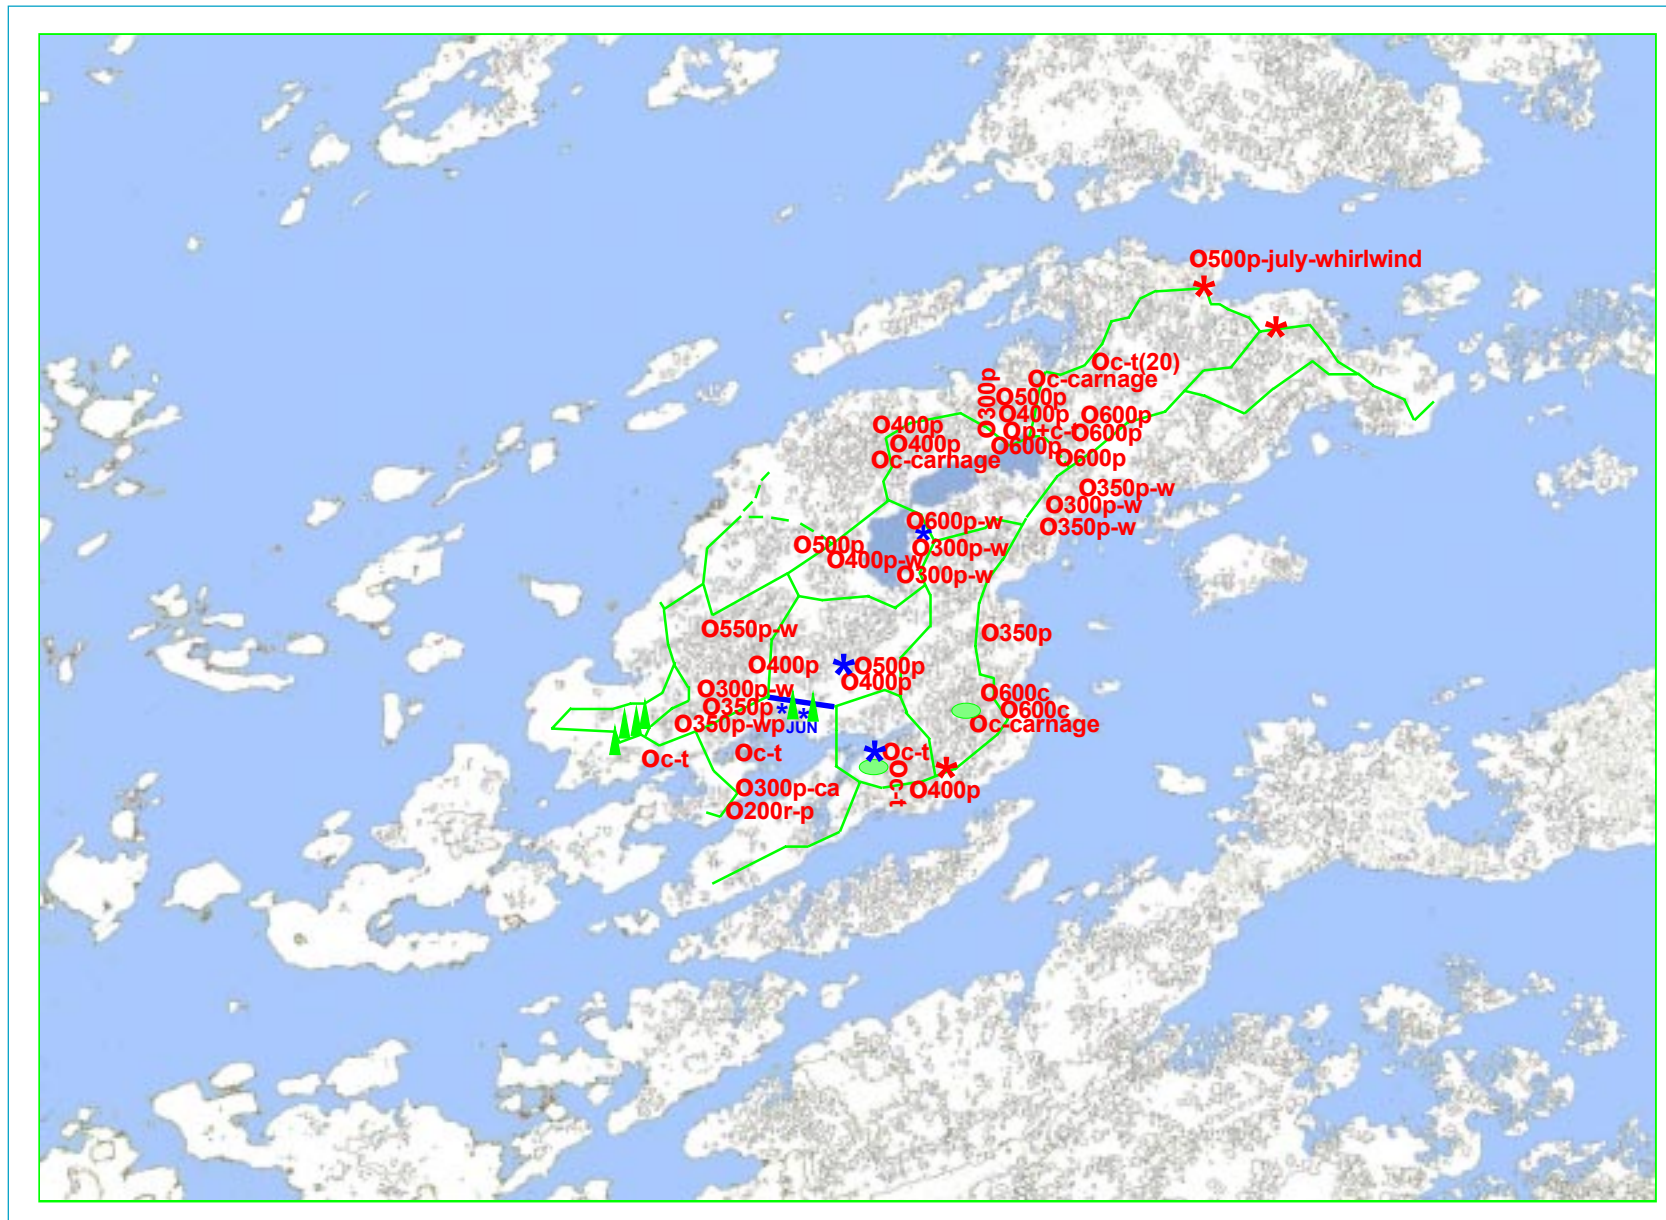 O500p-july-whirlwind
Oc-t(20)
Oc-carnage
O300p
O500p
O400p
O600p
O400p
Op+c-t
O600p
O400p
O600p
Oc-carnage
O600p
O350p-w
O300p-w
O600p-w
O350p-w
O500p
O300p-w
O400p-w
O300p-w
O550p-w
O350p
O400p
O500p
O400p
O300p-w
O600c
O350p
O600c
O350p-wp
JUN
Oc-carnage
Oc-t
Oc-t
Oc-t
Oc-t
O300p-ca
O400p
O200r-p